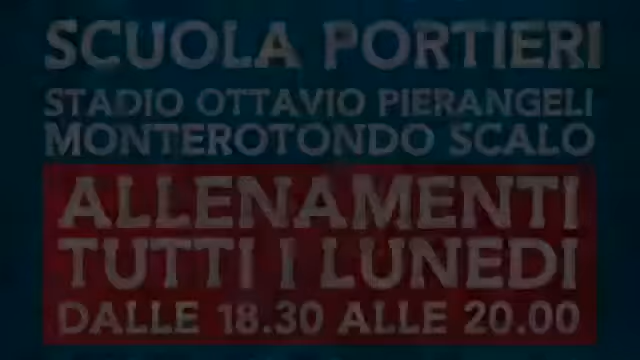 SCUOLA PORTIERI
STADIO OTTAVIO PIERANGELI
MONTEROTONDO SCALO
ALLENAMENTI
TUTTI I LUNEDI
DALLE 18.30 ALLE 20.00